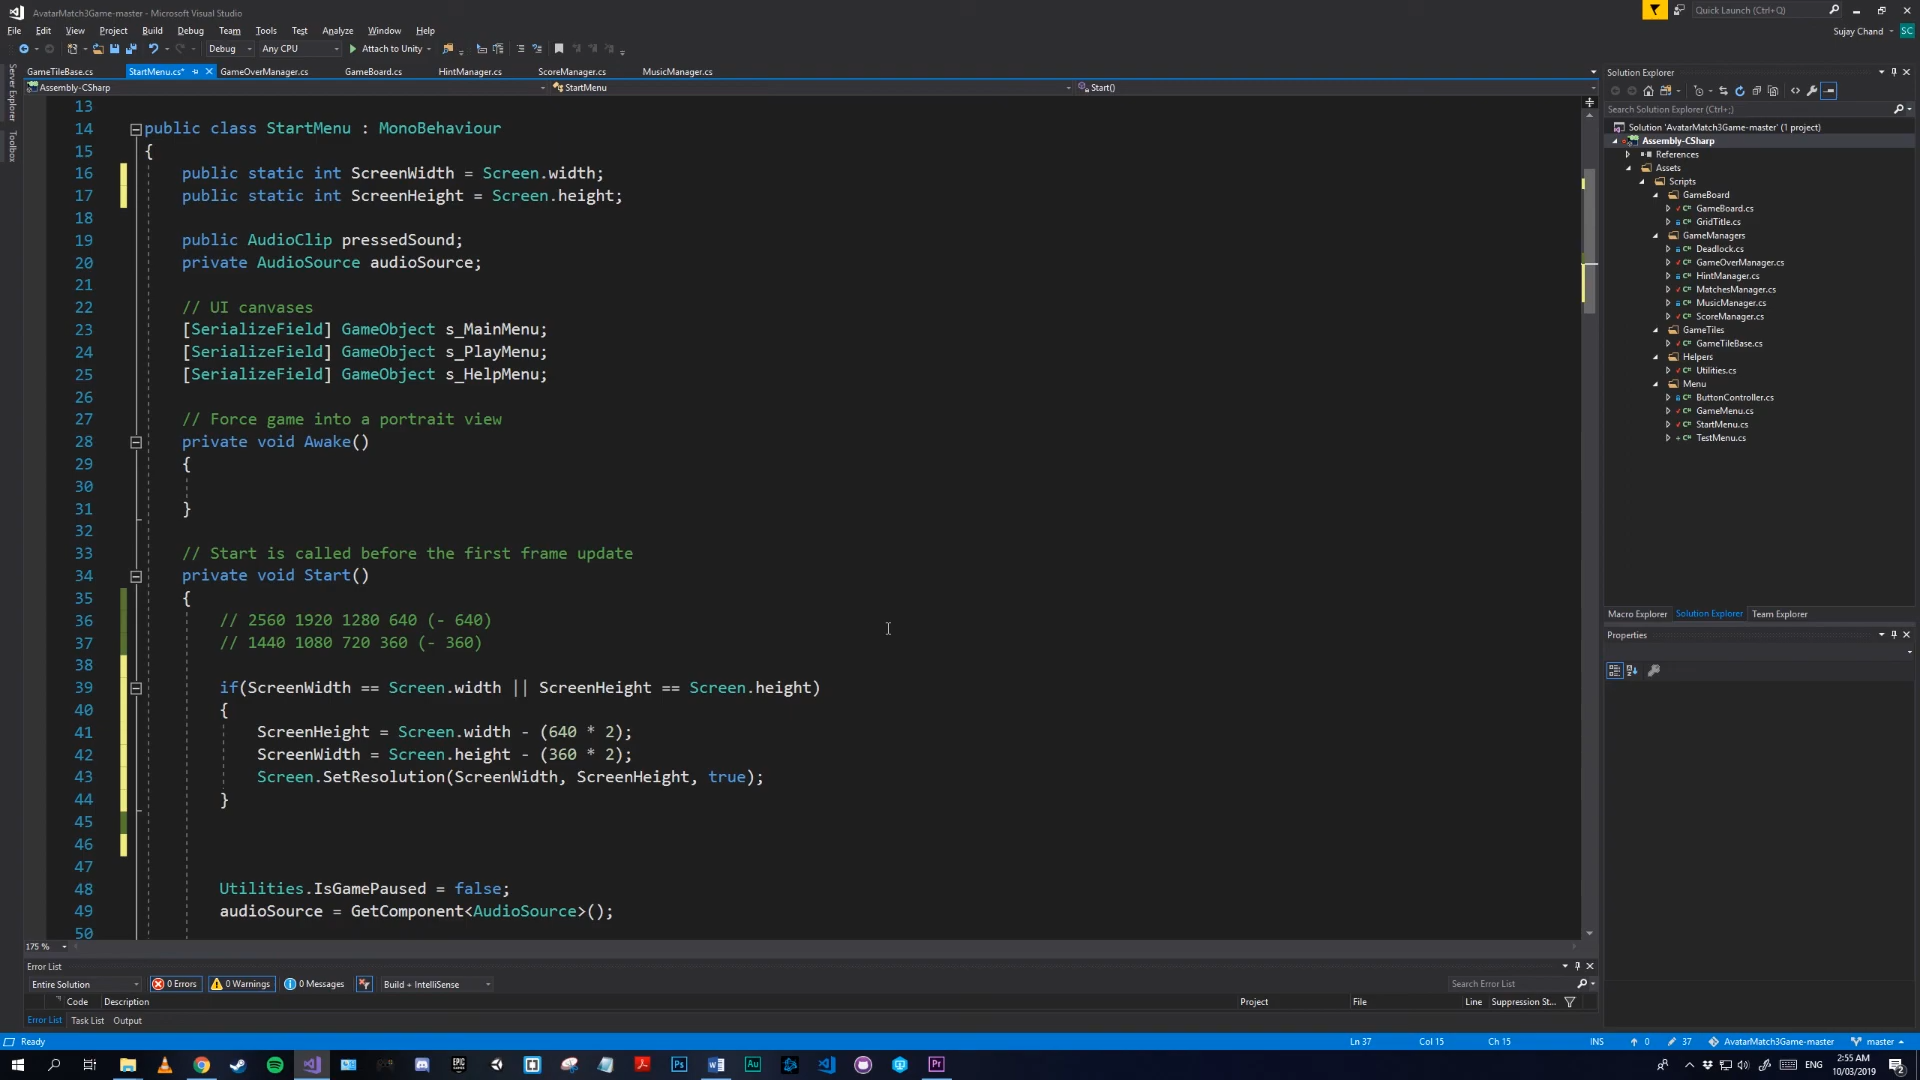 AvatarMatch3Game-master - Microsoft Visual Studio
Quick Launch (Ctrl+Q)
File Edit View Project Build Debug Team Tools Test Analyze Window Help
Sujay Chand SC
Debug Any CPU Attach to Unity
GameTileBase.cs StartMenu.cs* GameOverManager.cs GameBoard.cs HintManager.cs ScoreManager.cs MusicManager.cs
Assembly-CSharp StartMenu Start()
Server Explorer
Toolbox
13
14 public class StartMenu : MonoBehaviour
15 {
16 public static int ScreenWidth = Screen.width;
17 public static int ScreenHeight = Screen.height;
18
19 public AudioClip pressedSound;
20 private AudioSource audioSource;
21
22 // UI canvases
23 [SerializeField] GameObject s_MainMenu;
24 [SerializeField] GameObject s_PlayMenu;
25 [SerializeField] GameObject s_HelpMenu;
26
27 // Force game into a portrait view
28 private void Awake()
29 {
30
31 }
32
33 // Start is called before the first frame update
34 private void Start()
35 {
36 // 2560 1920 1280 640 (- 640)
37 // 1440 1080 720 360 (- 360)
38
39 if(ScreenWidth == Screen.width || ScreenHeight == Screen.height)
40 {
41 ScreenHeight = Screen.width - (640 * 2);
42 ScreenWidth = Screen.height - (360 * 2);
43 Screen.SetResolution(ScreenWidth, ScreenHeight, true);
44 }
45
46
47
48 Utilities.IsGamePaused = false;
49 audioSource = GetComponent<AudioSource>();
50
175 %
Solution Explorer
Search Solution Explorer (Ctrl+;)
Solution 'AvatarMatch3Game-master' (1 project)
Assembly-CSharp
References
Assets
Scripts
GameBoard
GameBoard.cs
GridTitle.cs
GameManagers
Deadlock.cs
GameOverManager.cs
HintManager.cs
MatchesManager.cs
MusicManager.cs
ScoreManager.cs
GameTiles
GameTileBase.cs
Helpers
Utilities.cs
Menu
ButtonController.cs
GameMenu.cs
StartMenu.cs
TestMenu.cs
Macro Explorer Solution Explorer Team Explorer
Properties
Error List
Entire Solution 0 Errors 0 Warnings 0 Messages Build + IntelliSense Search Error List
Code Description Project File Line Suppression St...
Error List Task List Output
Ready Ln 37 Col 15 Ch 15 INS 0 37 AvatarMatch3Game-master master
ENG
2:55 AM
10/03/2019